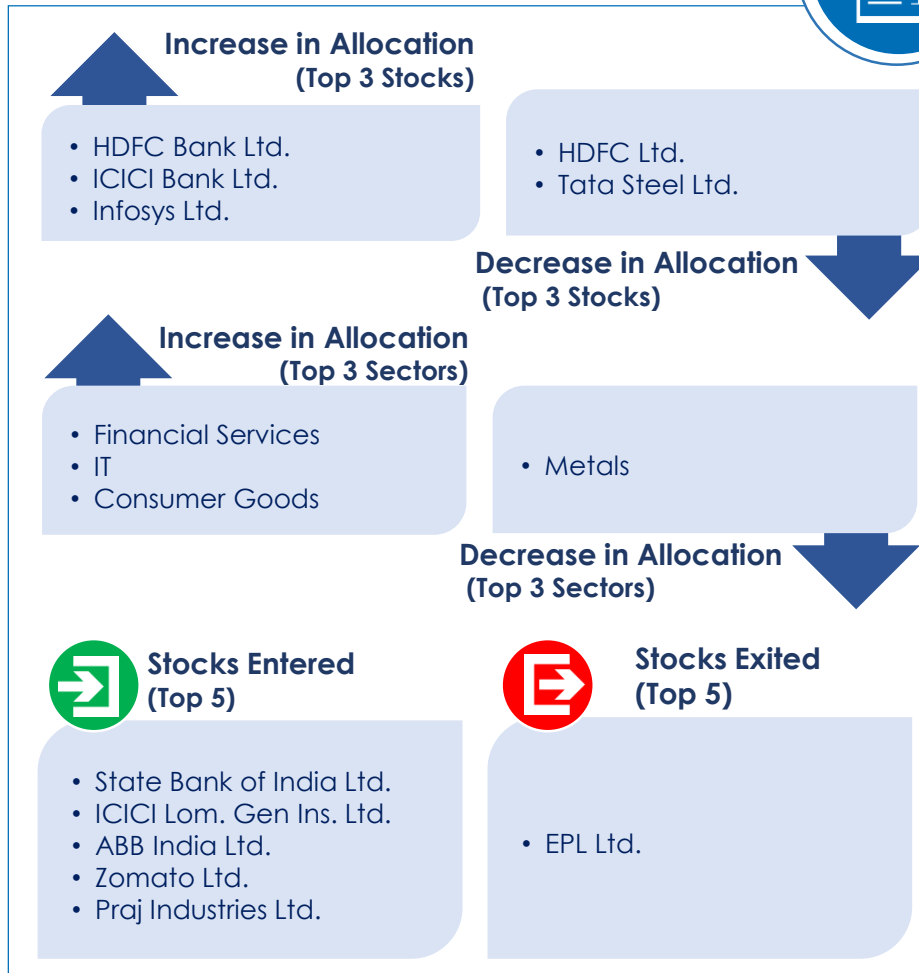 Increase in Allocation
(Top 3 Stocks)
• HDFC Bank Ltd.
• ICICI Bank Ltd.
• Infosys Ltd.
• HDFC Ltd.
• Tata Steel Ltd.
Decrease in Allocation
(Top 3 Stocks)
Increase in Allocation
(Top 3 Sectors)
• Financial Services
• IT
• Consumer Goods
• Metals
Decrease in Allocation
(Top 3 Sectors)
Stocks Entered
(Top 5)
• State Bank of India Ltd.
• ICICI Lom. Gen Ins. Ltd.
• ABB India Ltd.
• Zomato Ltd.
• Praj Industries Ltd.
Stocks Exited
(Top 5)
• EPL Ltd.